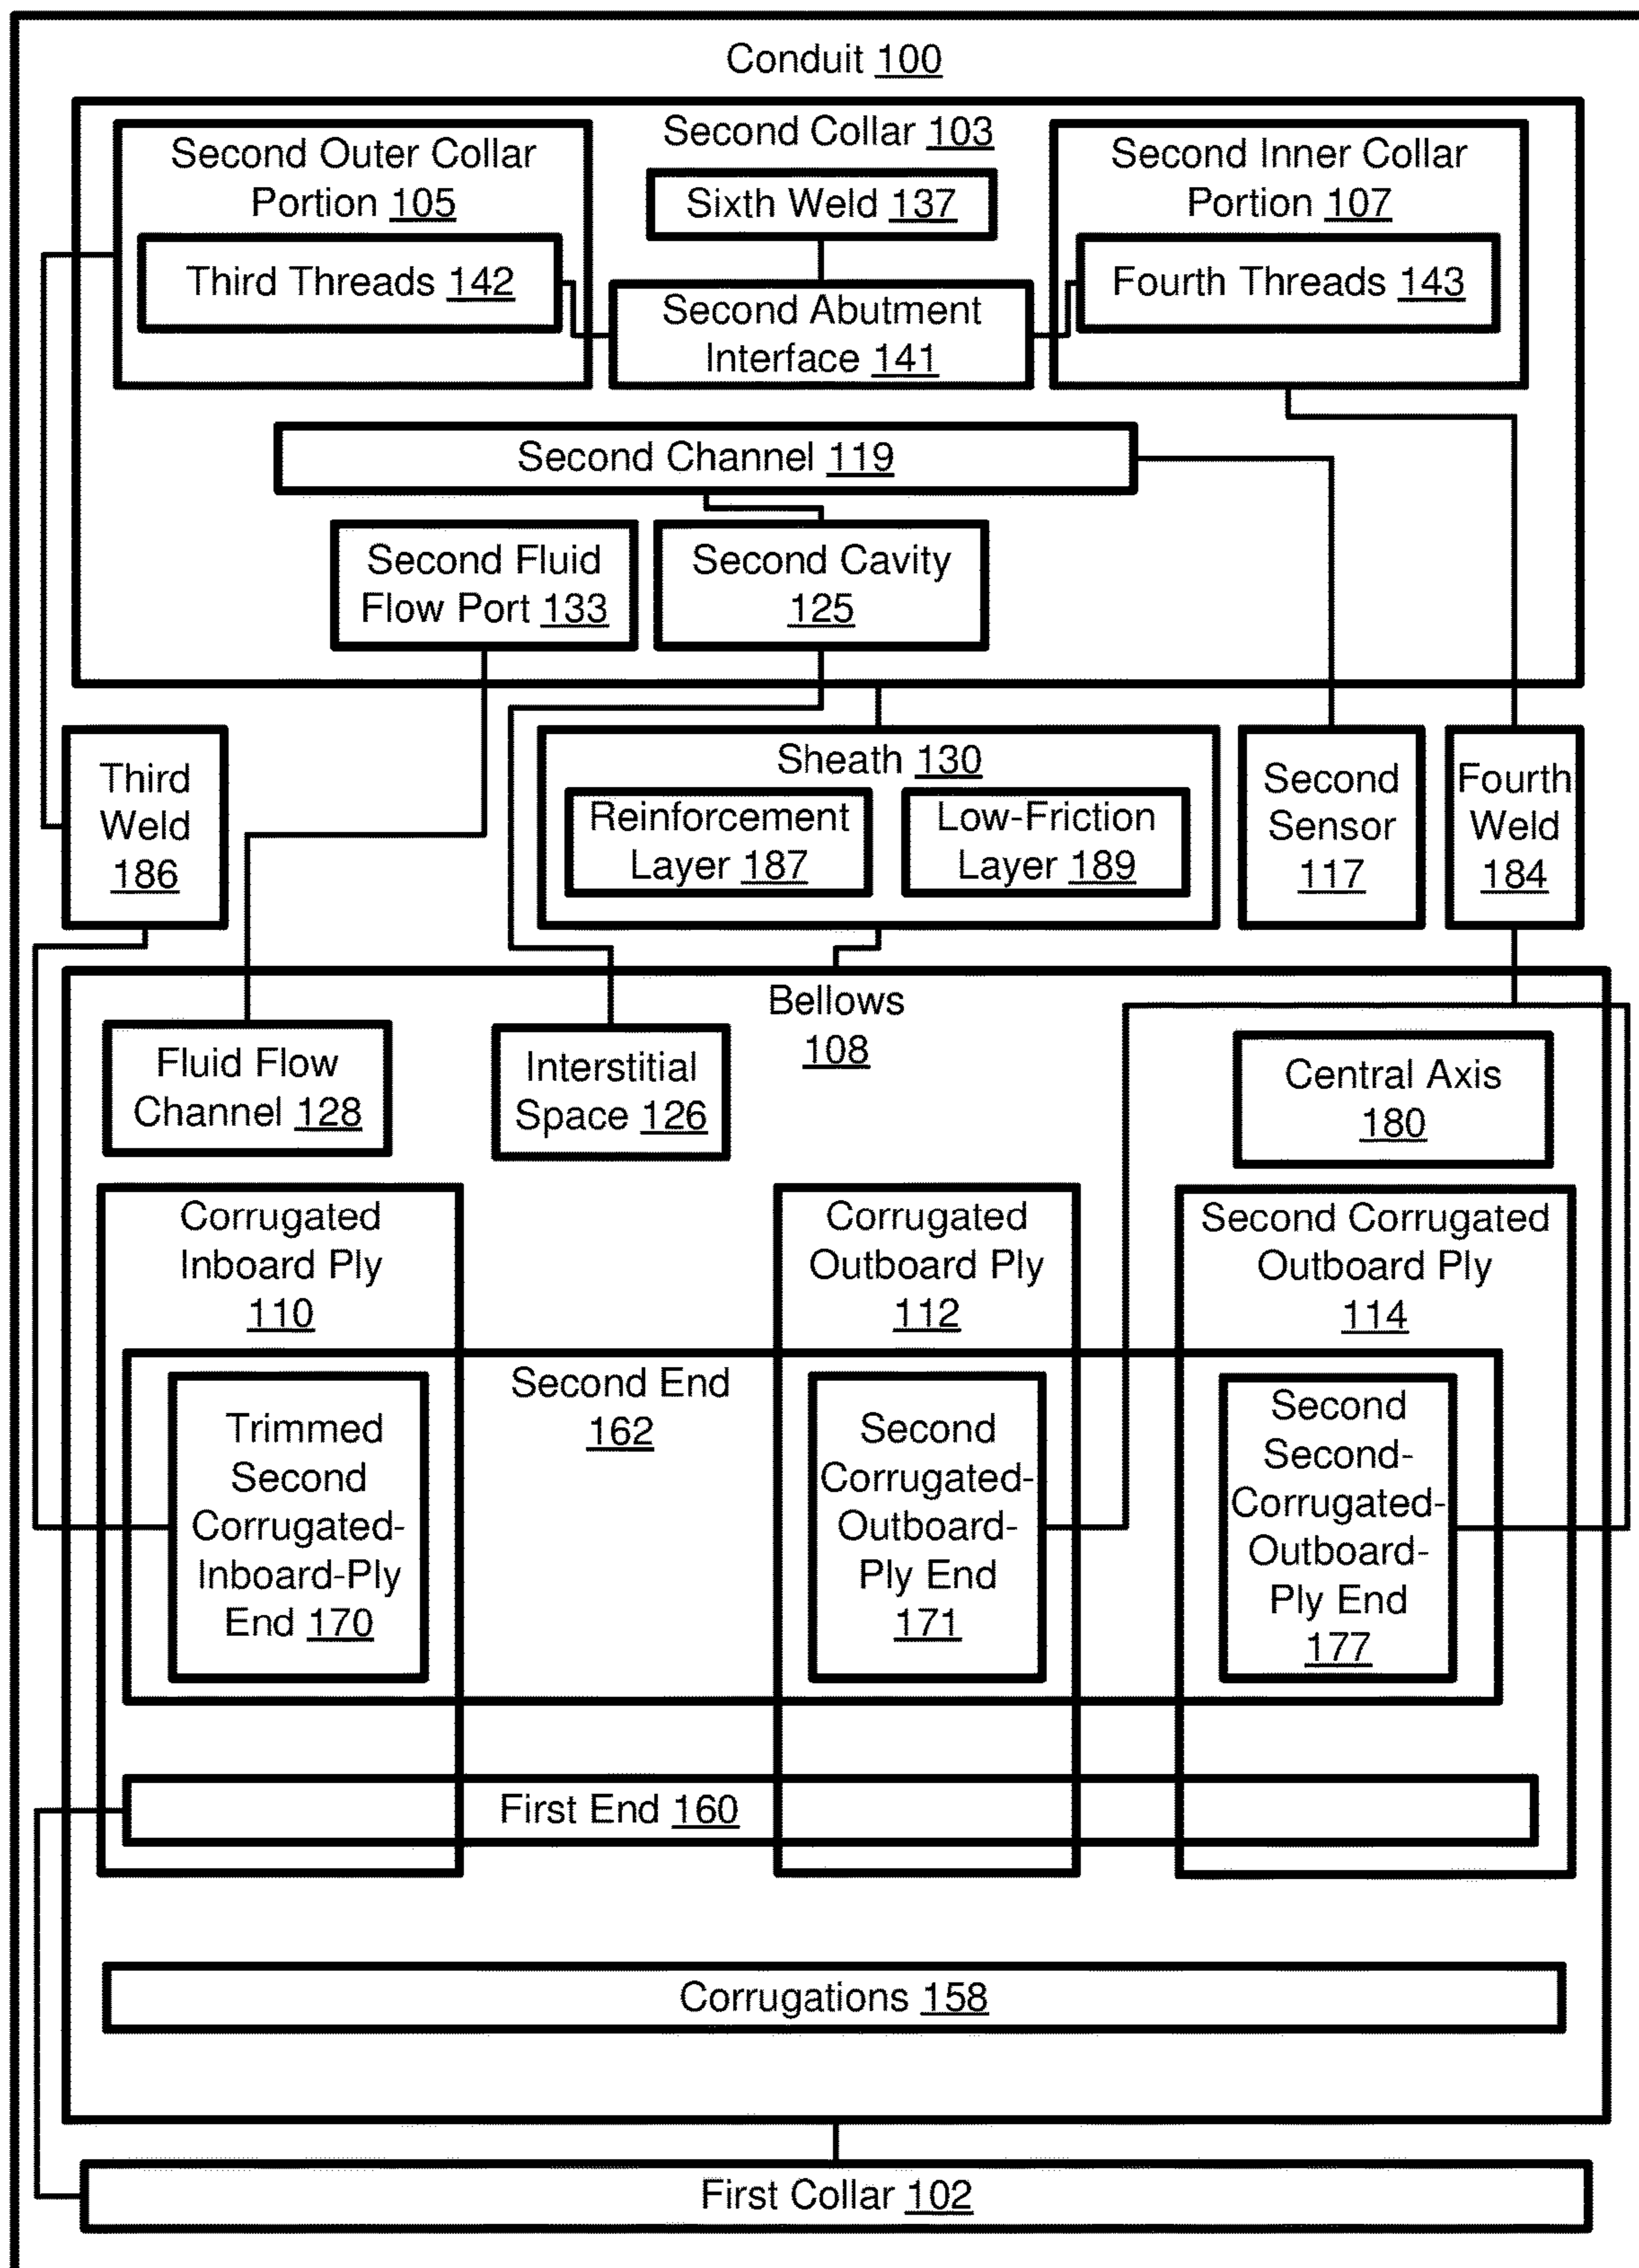 Conduit 100
Second Collar 103
Second Outer Collar
Portion 105
Third Threads 142
Sixth Weld 137
Second Abutment
Interface 141
Second Inner Collar
Portion 107
Fourth Threads 143
Second Channel 119
Second Fluid
Flow Port 133
Second Cavity
125
Third
Weld
186
Sheath 130
Reinforcement
Layer 187
Low-Friction
Layer 189
Second
Sensor
117
Fourth
Weld
184
Bellows
108
Fluid Flow
Channel 128
Interstitial
Space 126
Central Axis
180
Corrugated
Inboard Ply
110
Corrugated
Outboard Ply
112
Second Corrugated
Outboard Ply
114
Second End
162
Trimmed
Second
Corrugated-
Inboard-Ply
End 170
Second
Corrugated-
Outboard-
Ply End
171
Second
Second-
Corrugated-
Outboard-
Ply End
177
First End 160
Corrugations 158
First Collar 102